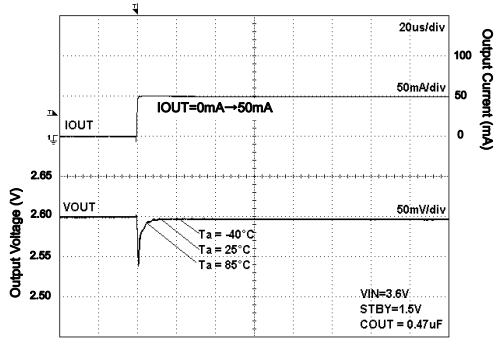 20us/div
100
50mA/div
50
IOUT=0mA→50mA
IOUT
0
Output Current (mA)
2.65
VOUT
50mV/div
2.60
Ta = -40°C
Ta = 25°C
2.55
Ta = 85°C
2.50
Output Voltage (V)
VIN=3.6V
STBY=1.5V
COUT = 0.47uF